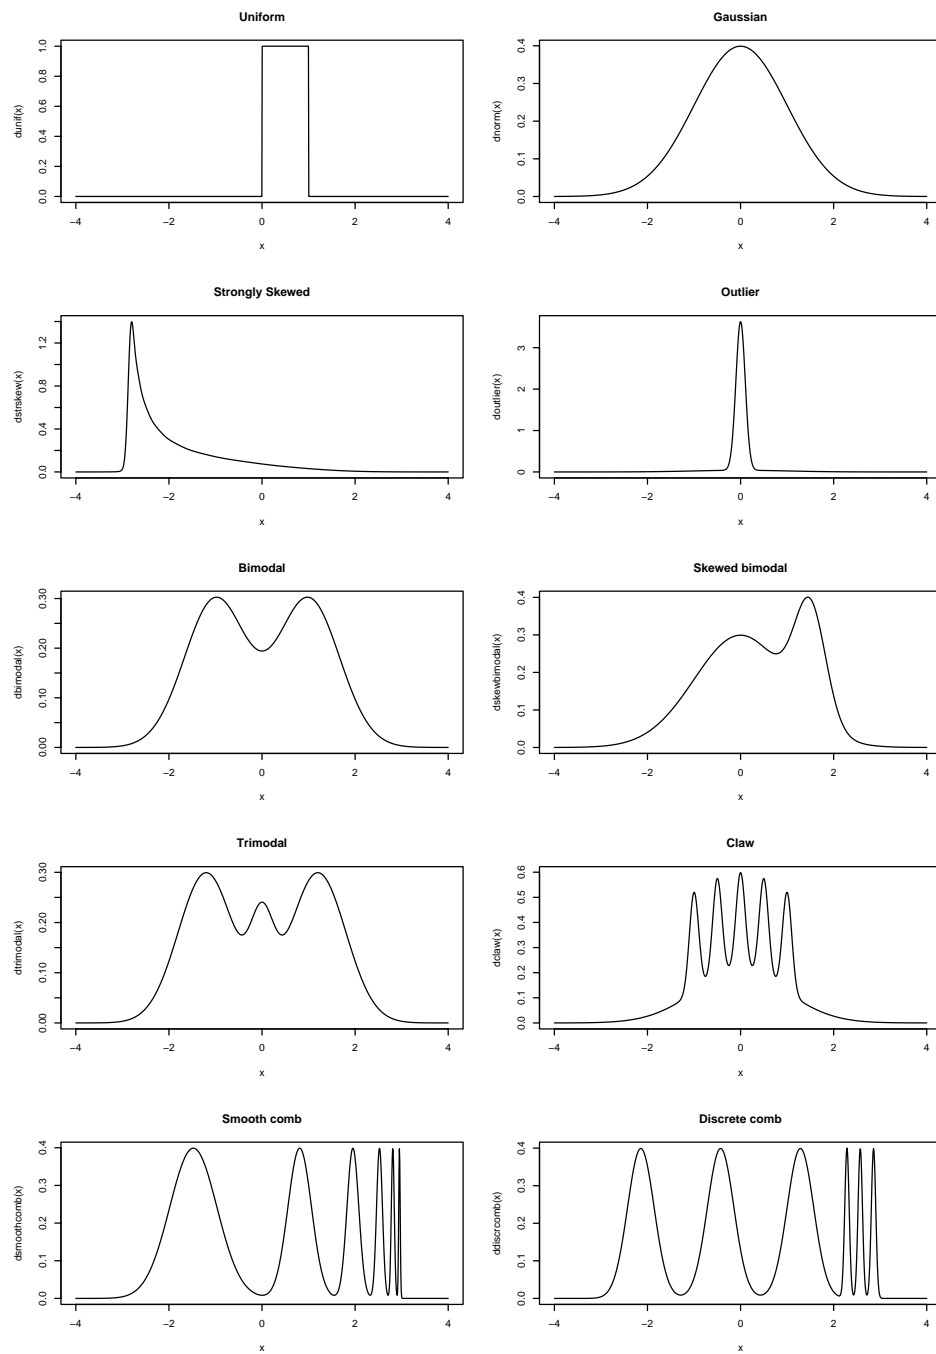 Uniform
dunif(x)
1.0
0.8
0.6
0.4
0.2
0.0
−4 −2 0 2 4
x
Gaussian
dnorm(x)
0.4
0.3
0.2
0.1
0.0
−4 −2 0 2 4
x
Strongly Skewed
dstrskew(x)
1.2
0.8
0.4
0.0
−4 −2 0 2 4
x
Outlier
doutlier(x)
3
2
1
0
−4 −2 0 2 4
x
Bimodal
dbimodal(x)
0.30
0.20
0.10
0.00
−4 −2 0 2 4
x
Skewed bimodal
dskewbimodal(x)
0.4
0.3
0.2
0.1
0.0
−4 −2 0 2 4
x
Trimodal
dtrimodal(x)
0.30
0.20
0.10
0.00
−4 −2 0 2 4
x
Claw
dclaw(x)
0.6
0.5
0.4
0.3
0.2
0.1
0.0
−4 −2 0 2 4
x
Smooth comb
dsmoothcomb(x)
0.4
0.3
0.2
0.1
0.0
−4 −2 0 2 4
x
Discrete comb
ddiscrcomb(x)
0.4
0.3
0.2
0.1
0.0
−4 −2 0 2 4
x